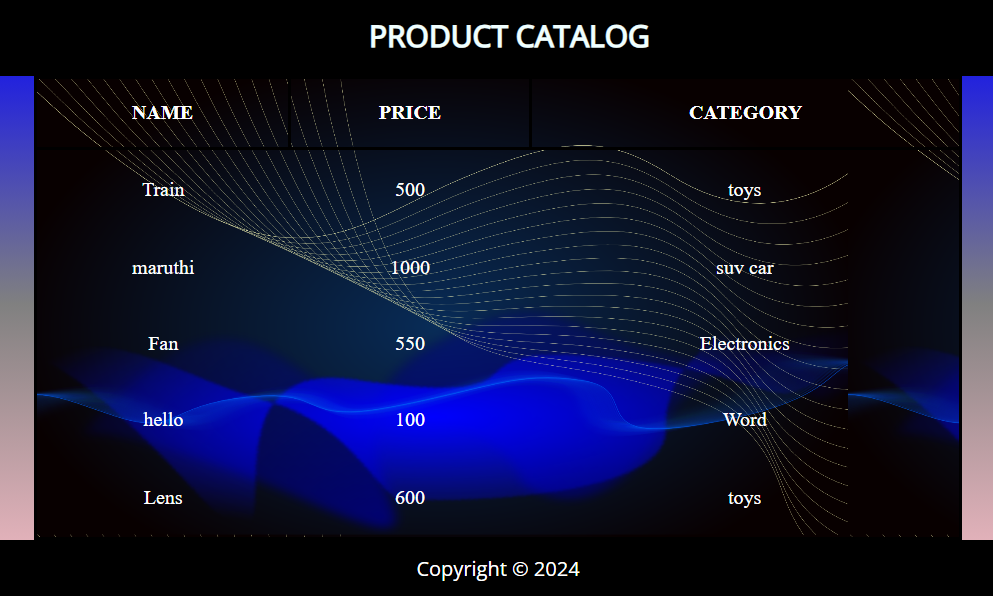 PRODUCT CATALOG
NAME PRICE CATEGORY
Train 500 toys
maruthi 1000 suv car
Fan 550 Electronics
hello 100 Word
Lens 600 toys
Copyright © 2024